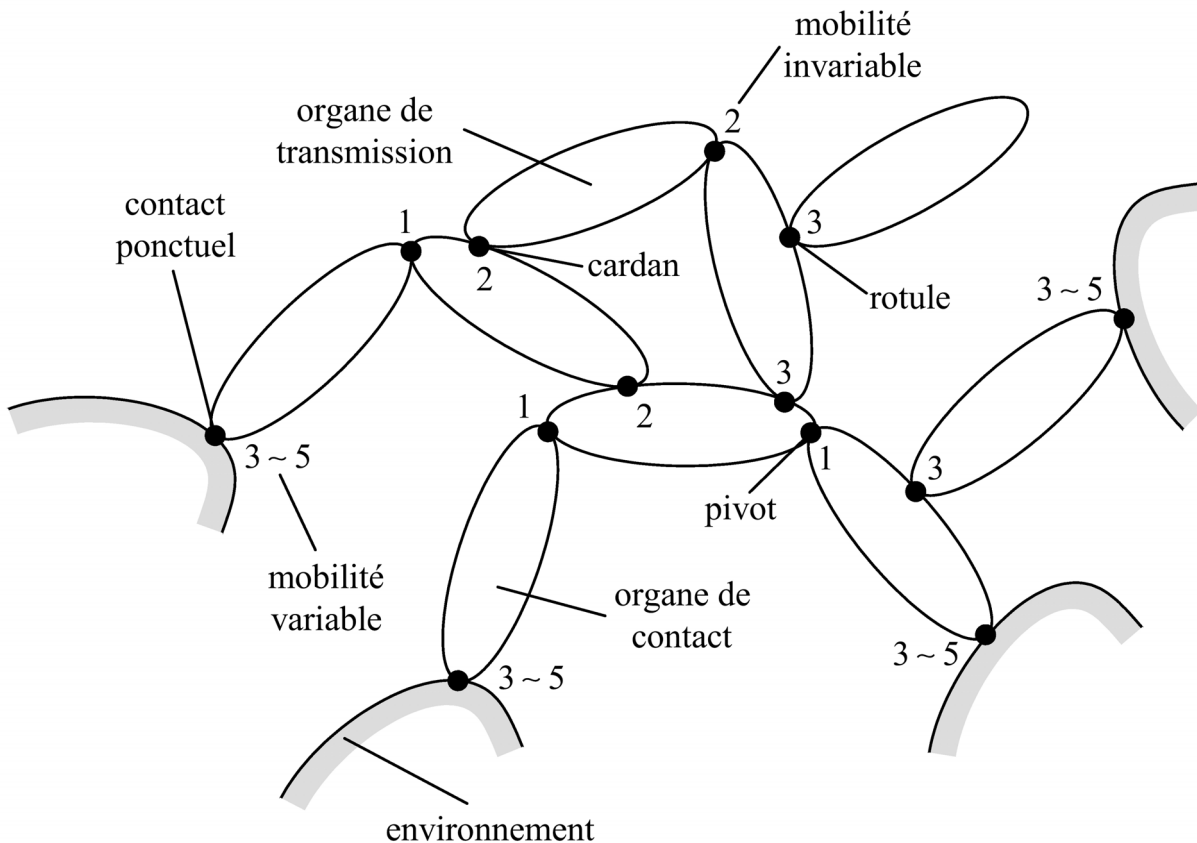 mobilité
invariable
organe de
transmission
2
contact
ponctuel
1
3
2
cardan
rotule
3 ~ 5
3
1
2
3 ~ 5
1
3
pivot
mobilité
variable
organe de
contact
3 ~ 5
3 ~ 5
environnement